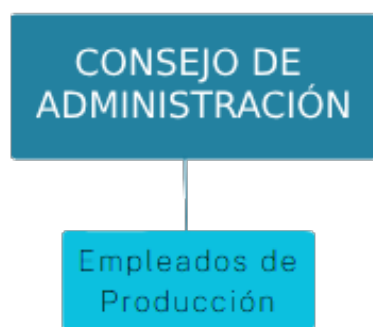 CONSEJO DE
ADMINISTRACIÓN
Empleados de
Producción